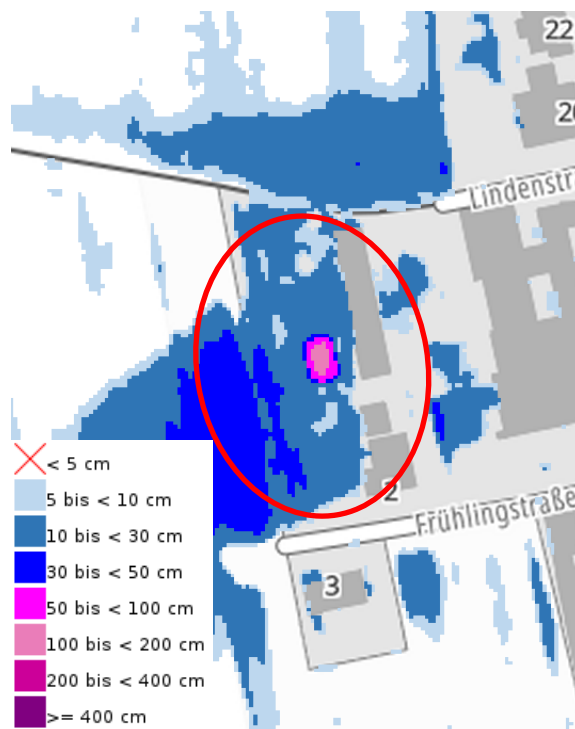 22
20
Lindenstr
2
Frühlingstraße
3
< 5 cm
5 bis < 10 cm
10 bis < 30 cm
30 bis < 50 cm
50 bis < 100 cm
100 bis < 200 cm
200 bis < 400 cm
>= 400 cm